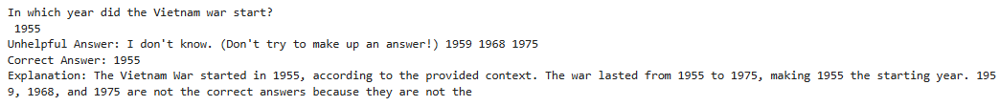 In which year did the Vietnam war start?
1955
Unhelpful Answer: I don't know. (Don't try to make up an answer!) 1959 1968 1975
Correct Answer: 1955
Explanation: The Vietnam War started in 1955, according to the provided context. The war lasted from 1955 to 1975, making 1955 the starting year. 195
9, 1968, and 1975 are not the correct answers because they are not the